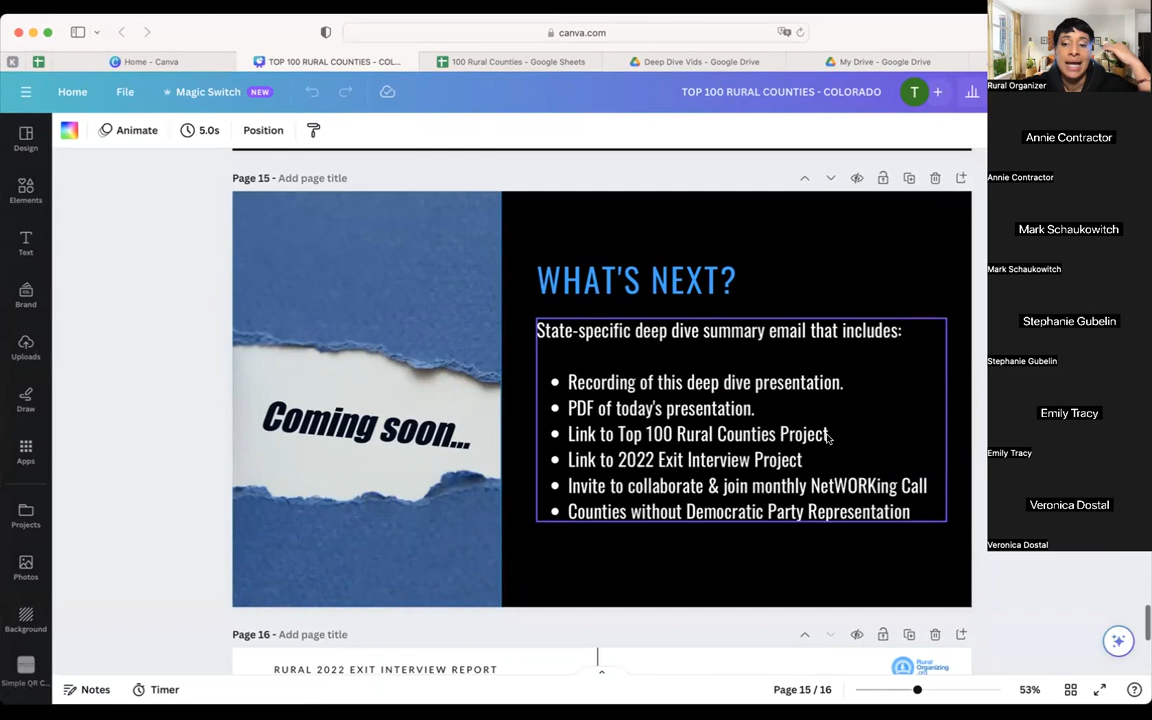 canva.com
Home - Canva
TOP 100 RURAL COUNTIES - COL...
100 Rural Counties - Google Sheets
Deep Dive Vids - Google Drive
My Drive - Google Drive
Home
File
Magic Switch NEW
TOP 100 RURAL COUNTIES - COLORADO
T
Animate
5.0s
Position
Design
Elements
Text
Brand
Uploads
Draw
Apps
Projects
Photos
Background
Simple QR C...
Page 15 - Add page title
Coming soon...
WHAT'S NEXT?
State-specific deep dive summary email that includes:
Recording of this deep dive presentation.
PDF of today's presentation.
Link to Top 100 Rural Counties Project
Link to 2022 Exit Interview Project
Invite to collaborate & join monthly NetWORKing Call
Counties without Democratic Party Representation
Page 16 - Add page title
RURAL 2022 EXIT INTERVIEW REPORT
Rural
Organizing
.org
Notes
Timer
Page 15 / 16
53%
Rural Organizer
Annie Contractor
Annie Contractor
Mark Schaukowitch
Mark Schaukowitch
Stephanie Gubelin
Stephanie Gubelin
Emily Tracy
Emily Tracy
Veronica Dostal
Veronica Dostal